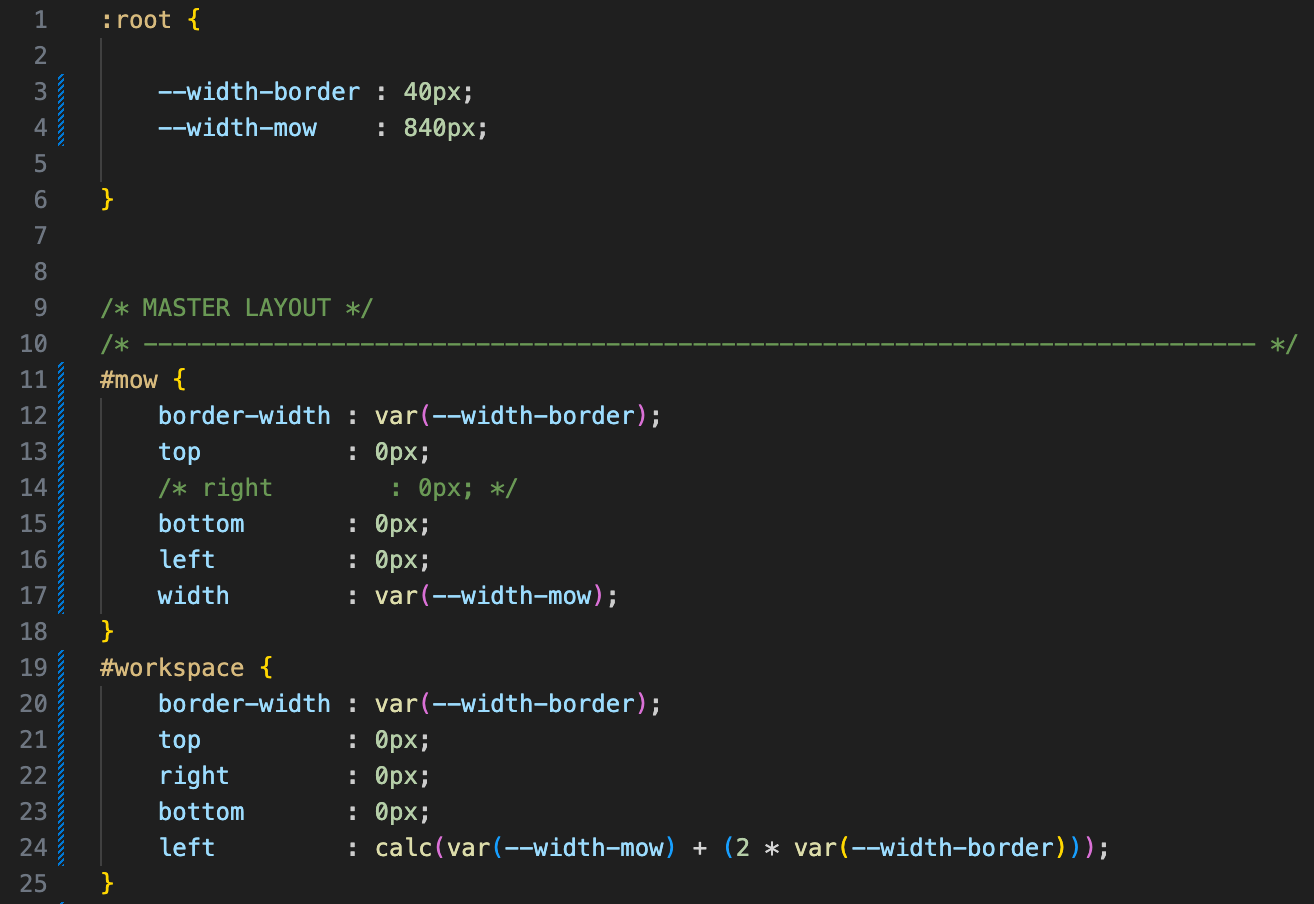 1 :root {
2
3 --width-border : 40px;
4 --width-mow    : 840px;
5
6 }
7
8
9 /* MASTER LAYOUT */
10 /* ----------------------------------------------------------------------------- */
11 #mow {
12 border-width : var(--width-border);
13 top          : 0px;
14 /* right        : 0px; */
15 bottom       : 0px;
16 left         : 0px;
17 width        : var(--width-mow);
18 }
19 #workspace {
20 border-width : var(--width-border);
21 top          : 0px;
22 right        : 0px;
23 bottom       : 0px;
24 left         : calc(var(--width-mow) + (2 * var(--width-border)));
25 }